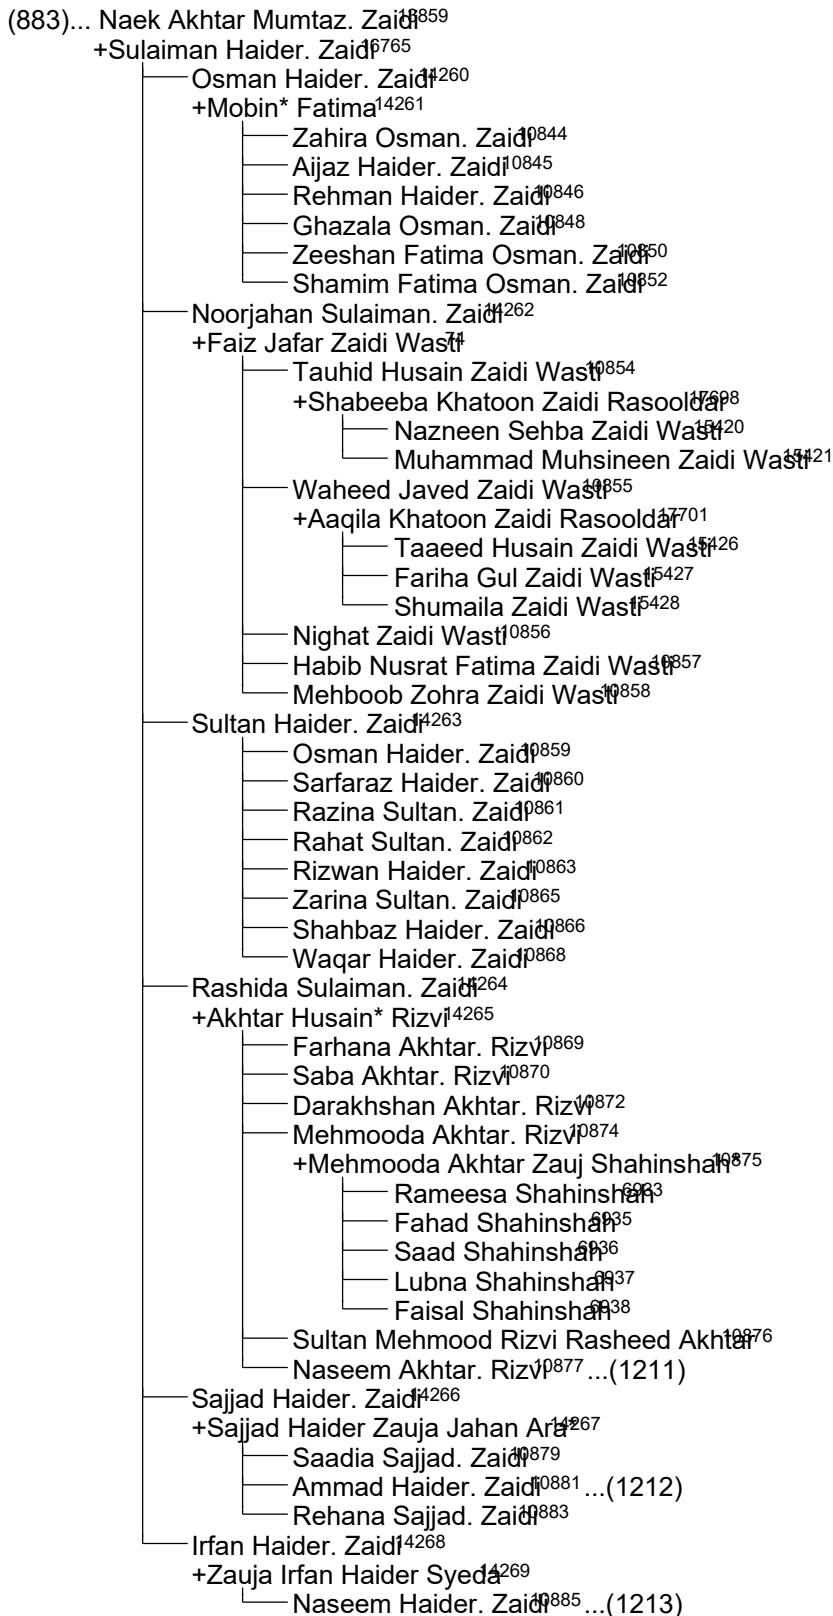 (883)... Naek Akhtar Mumtaz. Zaidi16859
+Sulaiman Haider. Zaidi16765
Osman Haider. Zaidi14260
+Mobin* Fatima14261
Zahira Osman. Zaidi10844
Aijaz Haider. Zaidi10845
Rehman Haider. Zaidi10846
Ghazala Osman. Zaidi10848
Zeeshan Fatima Osman. Zaidi10850
Shamim Fatima Osman. Zaidi10852
Noorjahan Sulaiman. Zaidi14262
+Faiz Jafar Zaidi Wasti74
Tauhid Husain Zaidi Wasti10854
+Shabeeba Khatoon Zaidi Rasooldar17698
Nazneen Sehba Zaidi Wasti15420
Muhammad Muhsineen Zaidi Wasti15421
Waheed Javed Zaidi Wasti10855
+Aaqila Khatoon Zaidi Rasooldar17701
Taaeed Husain Zaidi Wasti15426
Fariha Gul Zaidi Wasti15427
Shumaila Zaidi Wasti15428
Nighat Zaidi Wasti10856
Habib Nusrat Fatima Zaidi Wasti10857
Mehboob Zohra Zaidi Wasti10858
Sultan Haider. Zaidi14263
Osman Haider. Zaidi10859
Sarfaraz Haider. Zaidi10860
Razina Sultan. Zaidi10861
Rahat Sultan. Zaidi10862
Rizwan Haider. Zaidi10863
Zarina Sultan. Zaidi10865
Shahbaz Haider. Zaidi10866
Waqar Haider. Zaidi10868
Rashida Sulaiman. Zaidi14264
+Akhtar Husain* Rizvi14265
Farhana Akhtar. Rizvi10869
Saba Akhtar. Rizvi10870
Darakhshan Akhtar. Rizvi10872
Mehmooda Akhtar. Rizvi10874
+Mehmooda Akhtar Zauj Shahinshah*10875
Rameesa Shahinshah6933
Fahad Shahinshah6935
Saad Shahinshah6936
Lubna Shahinshah6937
Faisal Shahinshah6938
Sultan Mehmood Rizvi Rasheed Akhtar10876
Naseem Akhtar. Rizvi10877 ...(1211)
Sajjad Haider. Zaidi14266
+Sajjad Haider Zauja Jahan Ara*14267
Saadia Sajjad. Zaidi10879
Ammad Haider. Zaidi10881 ...(1212)
Rehana Sajjad. Zaidi10883
Irfan Haider. Zaidi14268
+Zauja Irfan Haider Syeda14269
Naseem Haider. Zaidi10885 ...(1213)